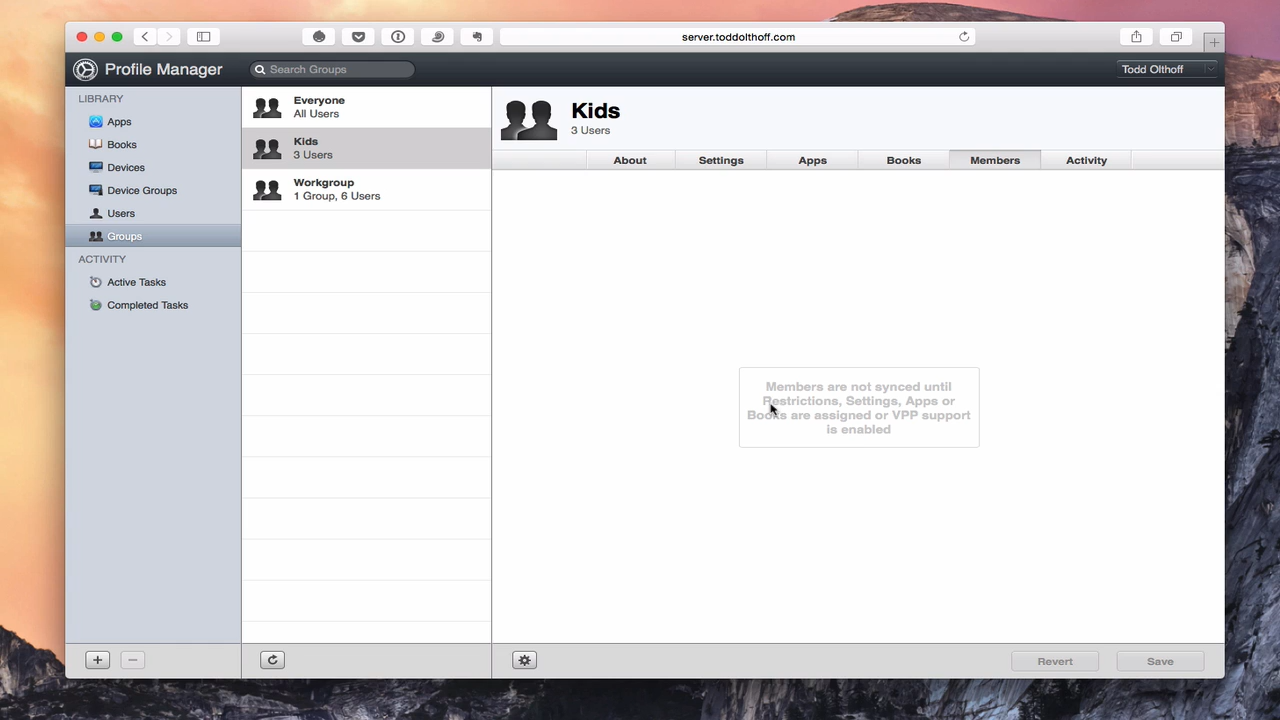 server.toddolthoff.com
Profile Manager
Search Groups
Todd Olthoff
LIBRARY
Apps
Books
Devices
Device Groups
Users
Groups
ACTIVITY
Active Tasks
Completed Tasks
Everyone
All Users
Kids
3 Users
Workgroup
1 Group, 6 Users
Kids
3 Users
About
Settings
Apps
Books
Members
Activity
Members are not synced until
Restrictions, Settings, Apps or
Books are assigned or VPP support
is enabled
Revert
Save